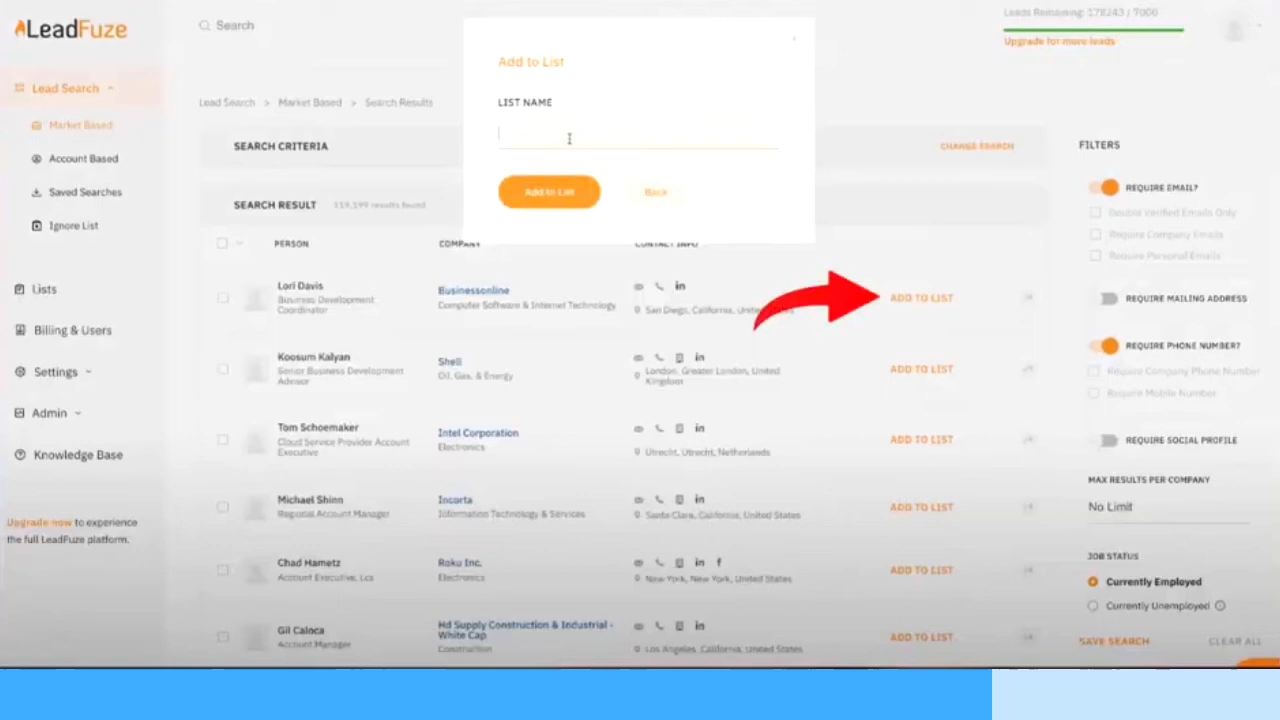 LeadFuze
Search
Leads Remaining: 178243 / 7000
Upgrade for more leads
Lead Search
Market Based
Account Based
Saved Searches
Ignore List
Lists
Billing & Users
Settings
Admin
Knowledge Base
Upgrade now to experience
the full LeadFuze platform.
Lead Search > Market Based > Search Results
Add to List
LIST NAME
Add to List Back
SEARCH CRITERIA CHANGE SEARCH
SEARCH RESULT 119,199 results found
PERSON COMPANY CONTACT INFO
Lori Davis
Business Development
Coordinator
Businessonline
Computer Software & Internet Technology
San Diego, California, United States
ADD TO LIST
Koosum Kalyan
Senior Business Development
Advisor
Shell
Oil, Gas, & Energy
London, Greater London, United
Kingdom
ADD TO LIST
Tom Schoemaker
Cloud Service Provider Account
Executive
Intel Corporation
Electronics
Utrecht, Utrecht, Netherlands
ADD TO LIST
Michael Shinn
Regional Account Manager
Incorta
Information Technology & Services
Santa Clara, California, United States
ADD TO LIST
Chad Hametz
Account Executive, Lcs
Roku Inc.
Electronics
New York, New York, United States
ADD TO LIST
Gil Caloca
Account Manager
Hd Supply Construction & Industrial -
White Cap
Construction
Los Angeles, California, United States
ADD TO LIST
FILTERS
REQUIRE EMAIL?
Double Verified Emails Only
Require Company Emails
Require Personal Emails
REQUIRE MAILING ADDRESS
REQUIRE PHONE NUMBER?
Require Company Phone Number
Require Mobile Number
REQUIRE SOCIAL PROFILE
MAX RESULTS PER COMPANY
No Limit
JOB STATUS
Currently Employed
Currently Unemployed
SAVE SEARCH CLEAR ALL